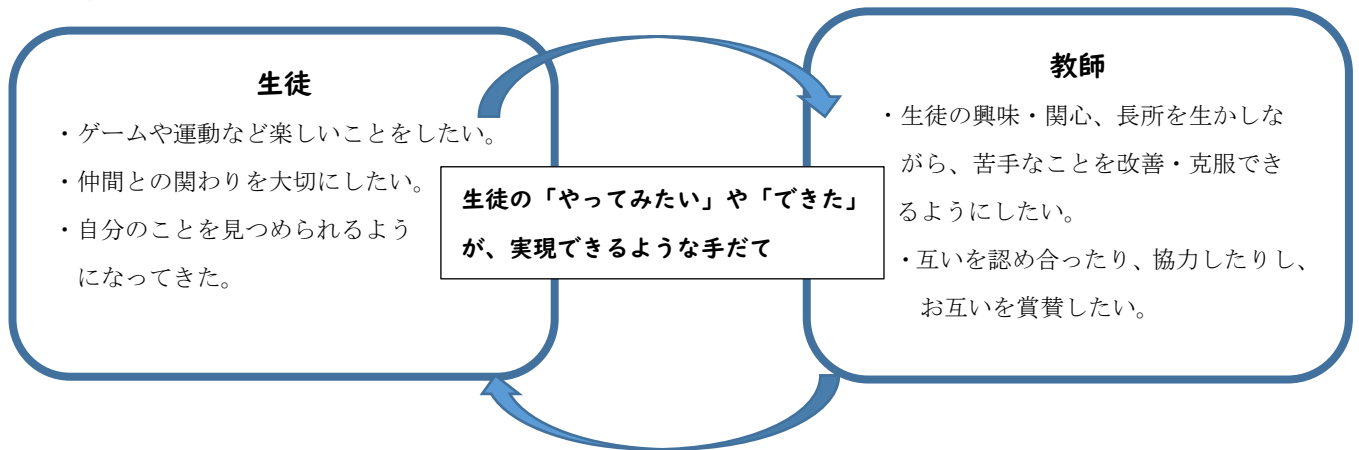 生徒
・ゲームや運動など楽しいことをしたい。
・仲間との関わりを大切にしたい。
・自分のことを見つめられるよう
になってきた。
生徒の「やってみたい」や「できた」
が、実現できるような手だて
教師
・生徒の興味・関心、長所を生かしな
がら、苦手なことを改善・克服でき
るようにしたい。
・互いを認め合ったり、協力したりし、
お互いを賞賛したい。